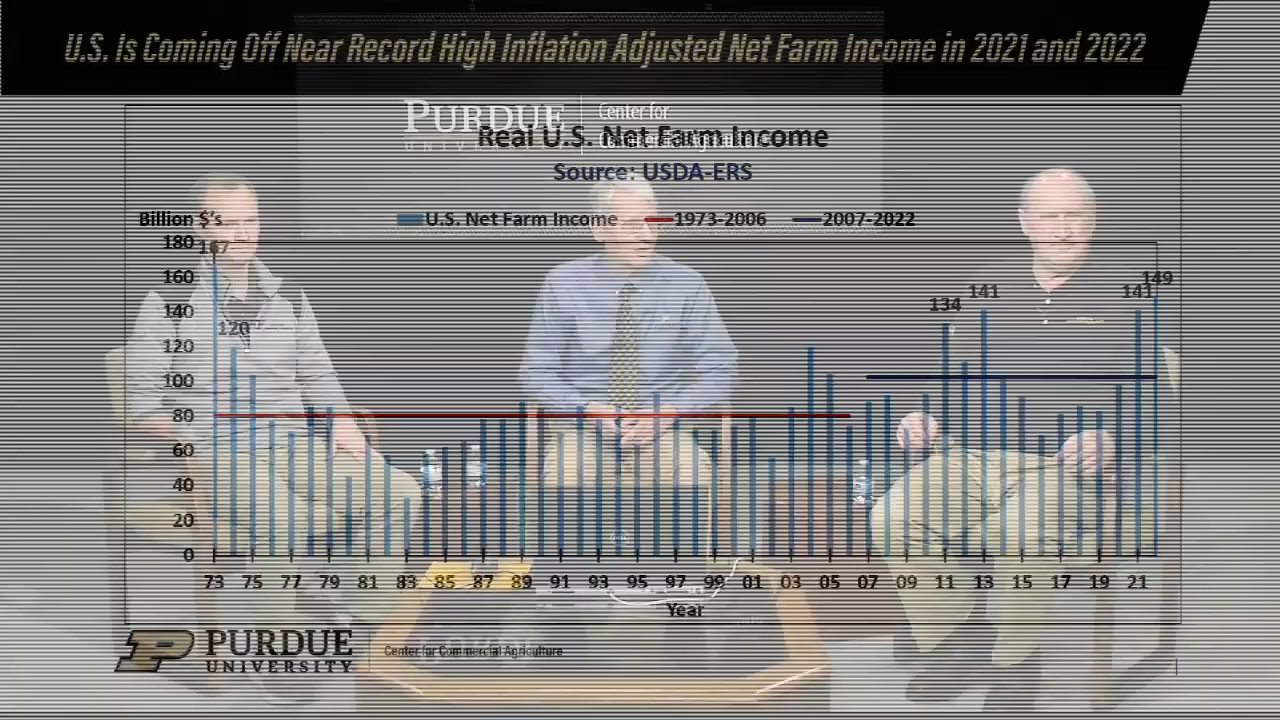 U.S. Is Coming Off Near Record High Inflation Adjusted Net Farm Income in 2021 and 2022
PURDUE
UNIVERSITY
Center for
Real U.S. Net Farm Income
Source: USDA-ERS
Billion $'s
U.S. Net Farm Income 1973-2006 2007-2022
180
160
140
120
100
80
60
40
20
0
167
120
134
141
141
149
73 75 77 79 81 83 85 87 89 91 93 95 97 99 01 03 05 07 09 11 13 15 17 19 21
Year
PURDUE
UNIVERSITY
Center for Commercial Agriculture